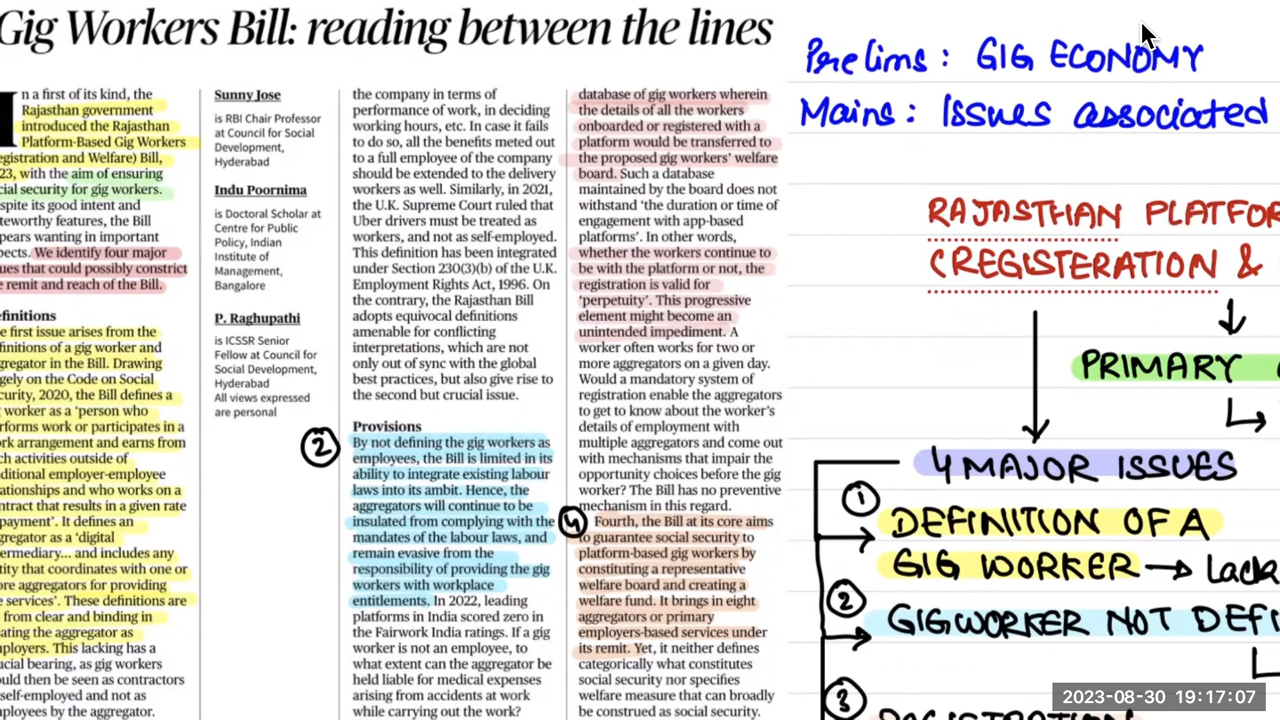 Gig Workers Bill: reading between the lines
In a first of its kind, the
Rajasthan government
introduced the Rajasthan
Platform-Based Gig Workers
egistration and Welfare) Bill,
23, with the aim of ensuring
cial security for gig workers.
spite its good intent and
teworthy features, the Bill
pears wanting in important
pects. We identify four major
ues that could possibly constrict
e remit and reach of the Bill.
efinitions
e first issue arises from the
finitions of a gig worker and
gregator in the Bill. Drawing
gely on the Code on Social
curity, 2020, the Bill defines a
g worker as a 'person who
rforms work or participates in a
rk arrangement and earns from
ch activities outside of
ditional employer-employee
ationships and who works on a
ntract that results in a given rate
payment'. It defines an
gregator as a 'digital
ermediary... and includes any
tity that coordinates with one or
ore aggregators for providing
e services'. These definitions are
from clear and binding in
ating the aggregator as
ployers. This lacking has a
ucial bearing, as gig workers
uld then be seen as contractors
self-employed and not as
ployees by the aggregator.
Sunny Jose
is RBI Chair Professor
at Council for Social
Development,
Hyderabad
Indu Poornima
is Doctoral Scholar at
Centre for Public
Policy, Indian
Institute of
Management,
Bangalore
P. Raghupathi
is ICSSR Senior
Fellow at Council for
Social Development,
Hyderabad
All views expressed
are personal
the company in terms of
performance of work, in deciding
working hours, etc. In case it fails
to do so, all the benefits meted out
to a full employee of the company
should be extended to the delivery
workers as well. Similarly, in 2021,
the U.K. Supreme Court ruled that
Uber drivers must be treated as
workers, and not as self-employed.
This definition has been integrated
under Section 230(3)(b) of the U.K.
Employment Rights Act, 1996. On
the contrary, the Rajasthan Bill
adopts equivocal definitions
amenable for conflicting
interpretations, which are not
only out of sync with the global
best practices, but also give rise to
the second but crucial issue.
Provisions
2
By not defining the gig workers as
employees, the Bill is limited in its
ability to integrate existing labour
laws into its ambit. Hence, the
aggregators will continue to be
insulated from complying with the
mandates of the labour laws, and
remain evasive from the
responsibility of providing the gig
workers with workplace
entitlements. In 2022, leading
platforms in India scored zero in
the Fairwork India ratings. If a gig
worker is not an employee, to
what extent can the aggregator be
held liable for medical expenses
arising from accidents at work
while carrying out the work?
database of gig workers wherein
the details of all the workers
onboarded or registered with a
platform would be transferred to
the proposed gig workers' welfare
board. Such a database
maintained by the board does not
withstand 'the duration or time of
engagement with app-based
platforms'. In other words,
whether the workers continue to
be with the platform or not, the
registration is valid for
'perpetuity'. This progressive
element might become an
unintended impediment. A
worker often works for two or
more aggregators on a given day.
Would a mandatory system of
registration enable the aggregators
to get to know about the worker's
details of employment with
multiple aggregators and come out
with mechanisms that impair the
opportunity choices before the gig
worker? The Bill has no preventive
mechanism in this regard.
4
Fourth, the Bill at its core aims
to guarantee social security to
platform-based gig workers by
constituting a representative
welfare board and creating a
welfare fund. It brings in eight
aggregators or primary
employers-based services under
its remit. Yet, it neither defines
categorically what constitutes
social security nor specifies
welfare measure that can broadly
be construed as social security.
Prelims : GIG ECONOMY
Mains : Issues associated
RAJASTHAN PLATFOR
(REGISTERATION &
PRIMARY
4 MAJOR ISSUES
1
DEFINITION OF A
GIG WORKER → Lack
2
GIGWORKER NOT DEFI
3
REGISTRATION
2023-08-30 19:17:07